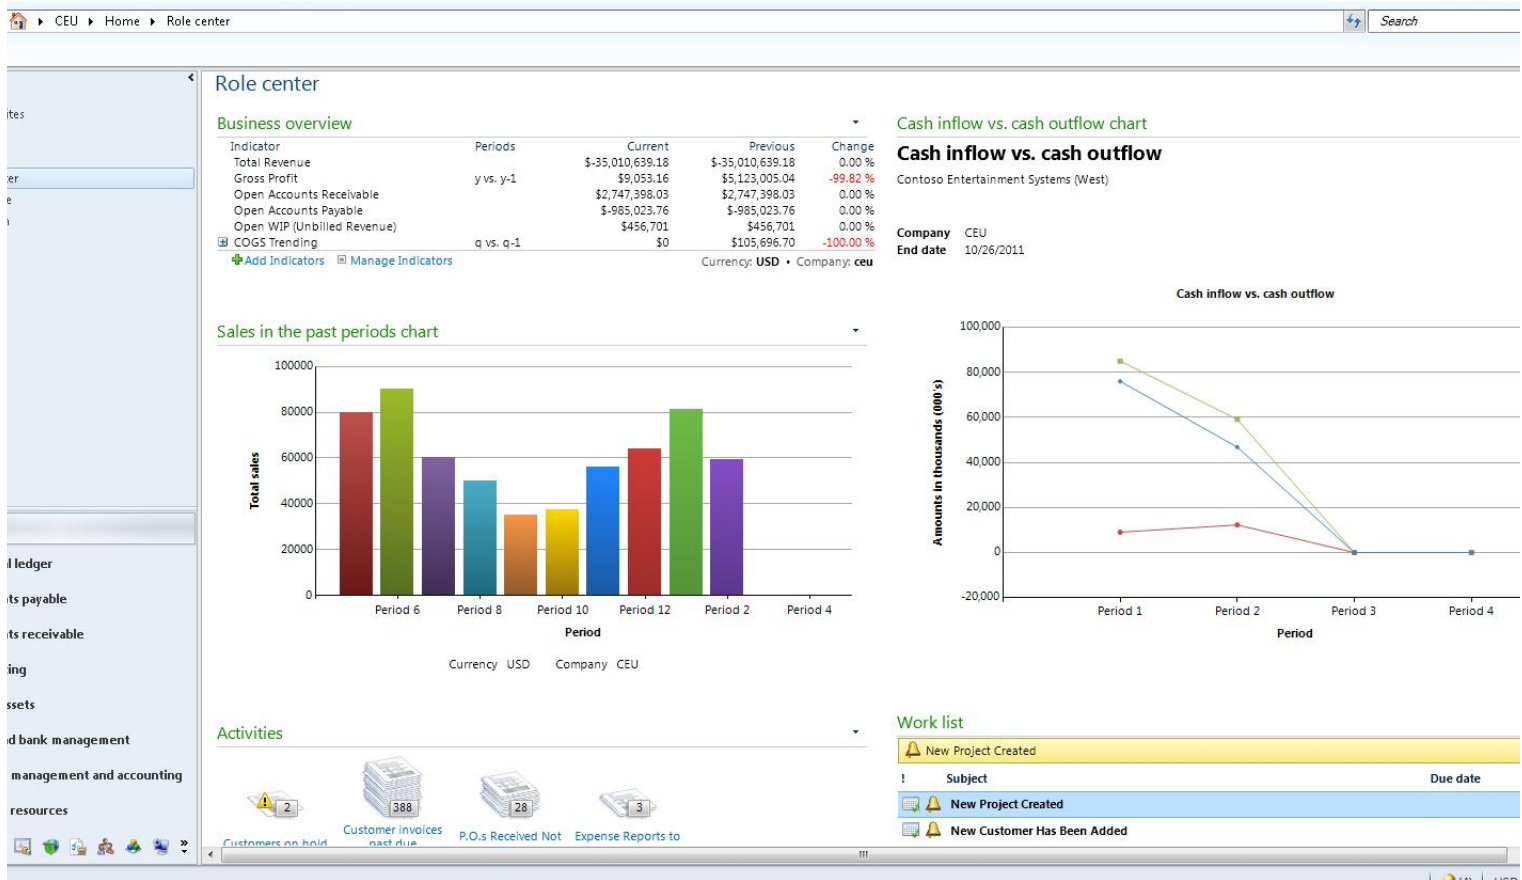 CEU Home Role center
Search
ites
er
e
ledger
ts payable
ts receivable
ing
ssets
d bank management
management and accounting
resources
Role center
Business overview
Indicator Periods Current Previous Change
Total Revenue $-35,010,639.18 $-35,010,639.18 0.00 %
Gross Profit y vs. y-1 $9,053.16 $5,123,005.04 -99.82 %
Open Accounts Receivable $2,747,398.03 $2,747,398.03 0.00 %
Open Accounts Payable $-985,023.76 $-985,023.76 0.00 %
Open WIP (Unbilled Revenue) $456,701 $456,701 0.00 %
COGS Trending q vs. q-1 $0 $105,696.70 -100.00 %
Add Indicators Manage Indicators Currency: USD • Company: ceu
Sales in the past periods chart
100000
80000
60000
40000
20000
0
Total sales
Period 6 Period 8 Period 10 Period 12 Period 2 Period 4
Period
Currency USD Company CEU
Activities
2
388
28
3
Customers on hold
Customer invoices
past due
P.O.s Received Not
Expense Reports to
Cash inflow vs. cash outflow chart
Cash inflow vs. cash outflow
Contoso Entertainment Systems (West)
Company CEU
End date 10/26/2011
Cash inflow vs. cash outflow
100,000
80,000
60,000
40,000
20,000
0
-20,000
Amounts in thousands (000's)
Period 1 Period 2 Period 3 Period 4
Period
Work list
New Project Created
! Subject Due date
New Project Created
New Customer Has Been Added